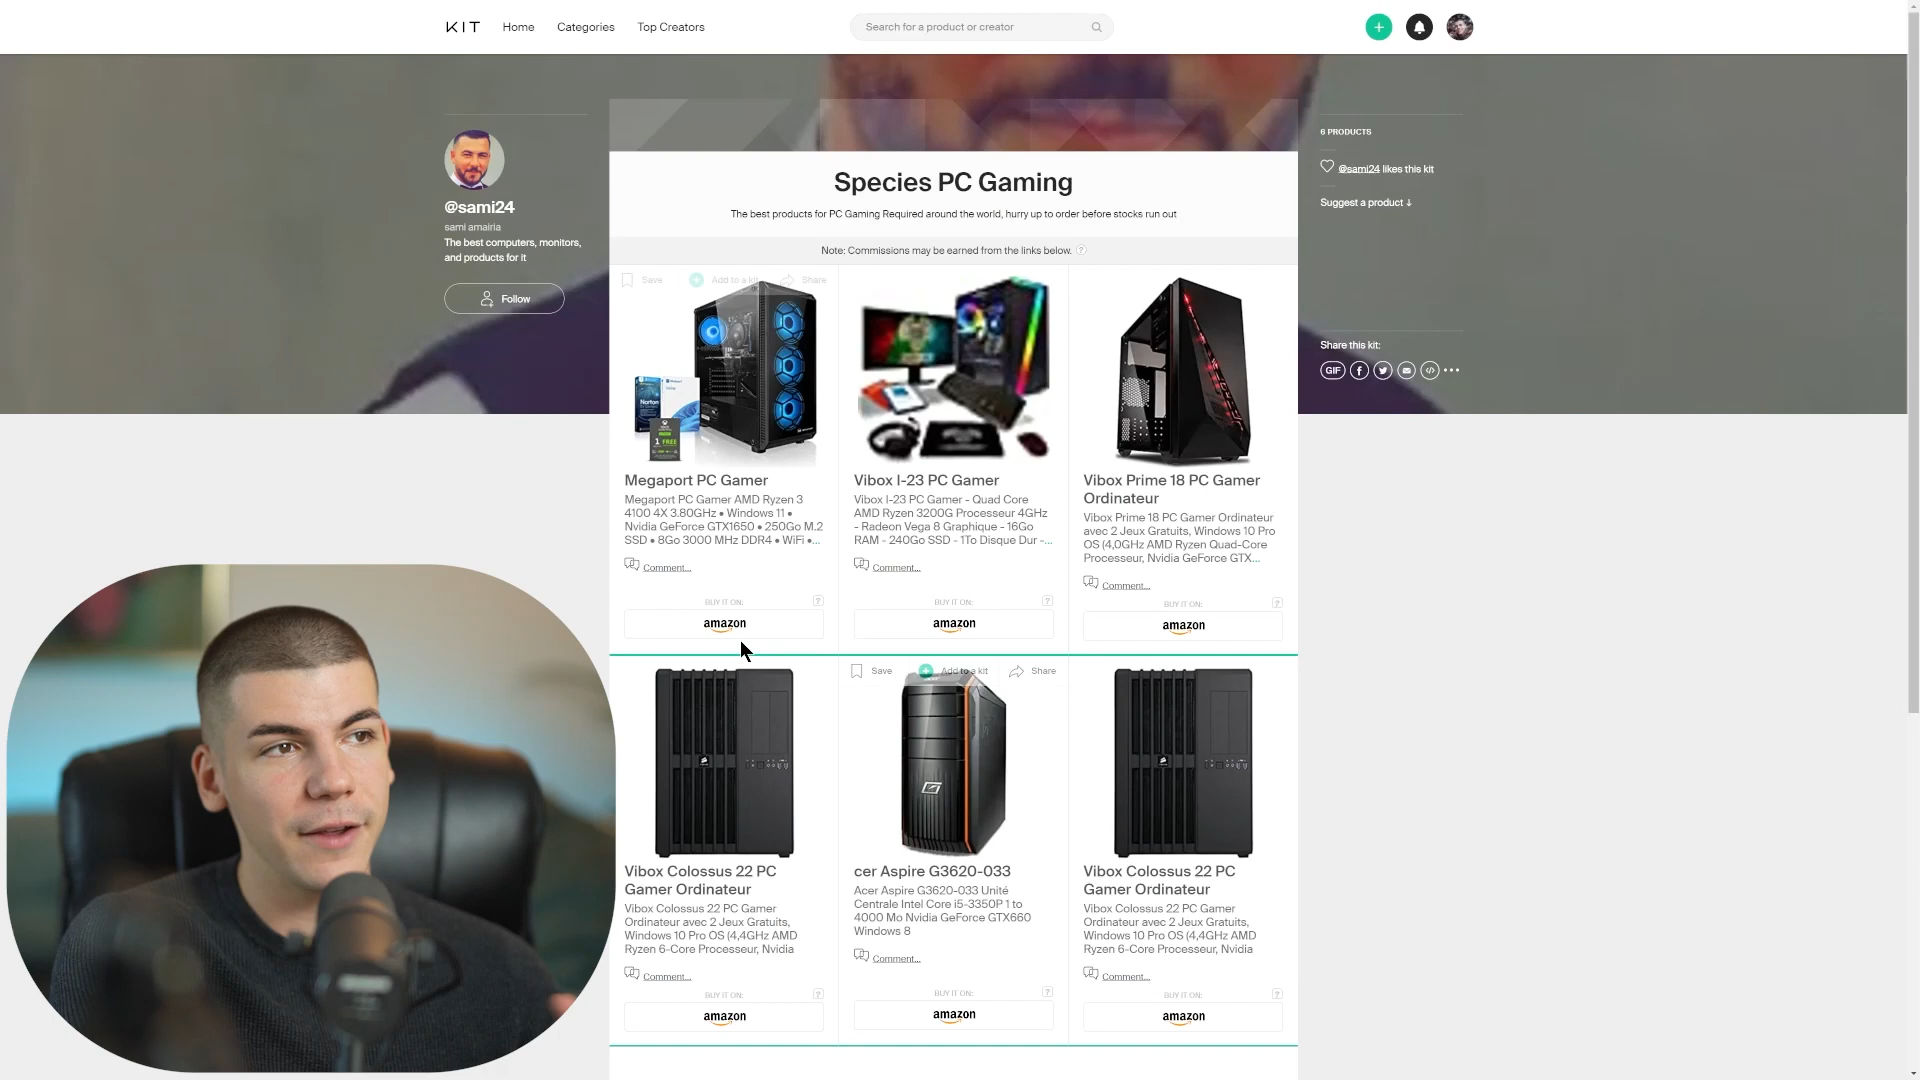 KIT Home Categories Top Creators Search for a product or creator
@sami24
sami amairia
The best computers, monitors,
and products for it
Follow
Species PC Gaming
The best products for PC Gaming Required around the world, hurry up to order before stocks run out
Note: Commissions may be earned from the links below. ?
6 PRODUCTS
@sami24 likes this kit
Suggest a product ↓
Share this kit:
GIF
Save Add to a kit Share
Norton
1 FREE
Megaport PC Gamer
Megaport PC Gamer AMD Ryzen 3
4100 4X 3.80GHz • Windows 11 •
Nvidia GeForce GTX1650 • 250Go M.2
SSD • 8Go 3000 MHz DDR4 • WiFi •...
Comment...
BUY IT ON: ?
amazon
Vibox I-23 PC Gamer
Vibox I-23 PC Gamer - Quad Core
AMD Ryzen 3200G Processeur 4GHz
- Radeon Vega 8 Graphique - 16Go
RAM - 240Go SSD - 1To Disque Dur -...
Comment...
BUY IT ON: ?
amazon
Vibox Prime 18 PC Gamer
Ordinateur
Vibox Prime 18 PC Gamer Ordinateur
avec 2 Jeux Gratuits, Windows 10 Pro
OS (4,0GHz AMD Ryzen Quad-Core
Processeur, Nvidia GeForce GTX...
Comment...
BUY IT ON: ?
amazon
Vibox Colossus 22 PC
Gamer Ordinateur
Vibox Colossus 22 PC Gamer
Ordinateur avec 2 Jeux Gratuits,
Windows 10 Pro OS (4,4GHz AMD
Ryzen 6-Core Processeur, Nvidia
Comment...
BUY IT ON: ?
amazon
Save Add to a kit Share
cer Aspire G3620-033
Acer Aspire G3620-033 Unité
Centrale Intel Core i5-3350P 1 to
4000 Mo Nvidia GeForce GTX660
Windows 8
Comment...
BUY IT ON: ?
amazon
Vibox Colossus 22 PC
Gamer Ordinateur
Vibox Colossus 22 PC Gamer
Ordinateur avec 2 Jeux Gratuits,
Windows 10 Pro OS (4,4GHz AMD
Ryzen 6-Core Processeur, Nvidia
Comment...
BUY IT ON: ?
amazon